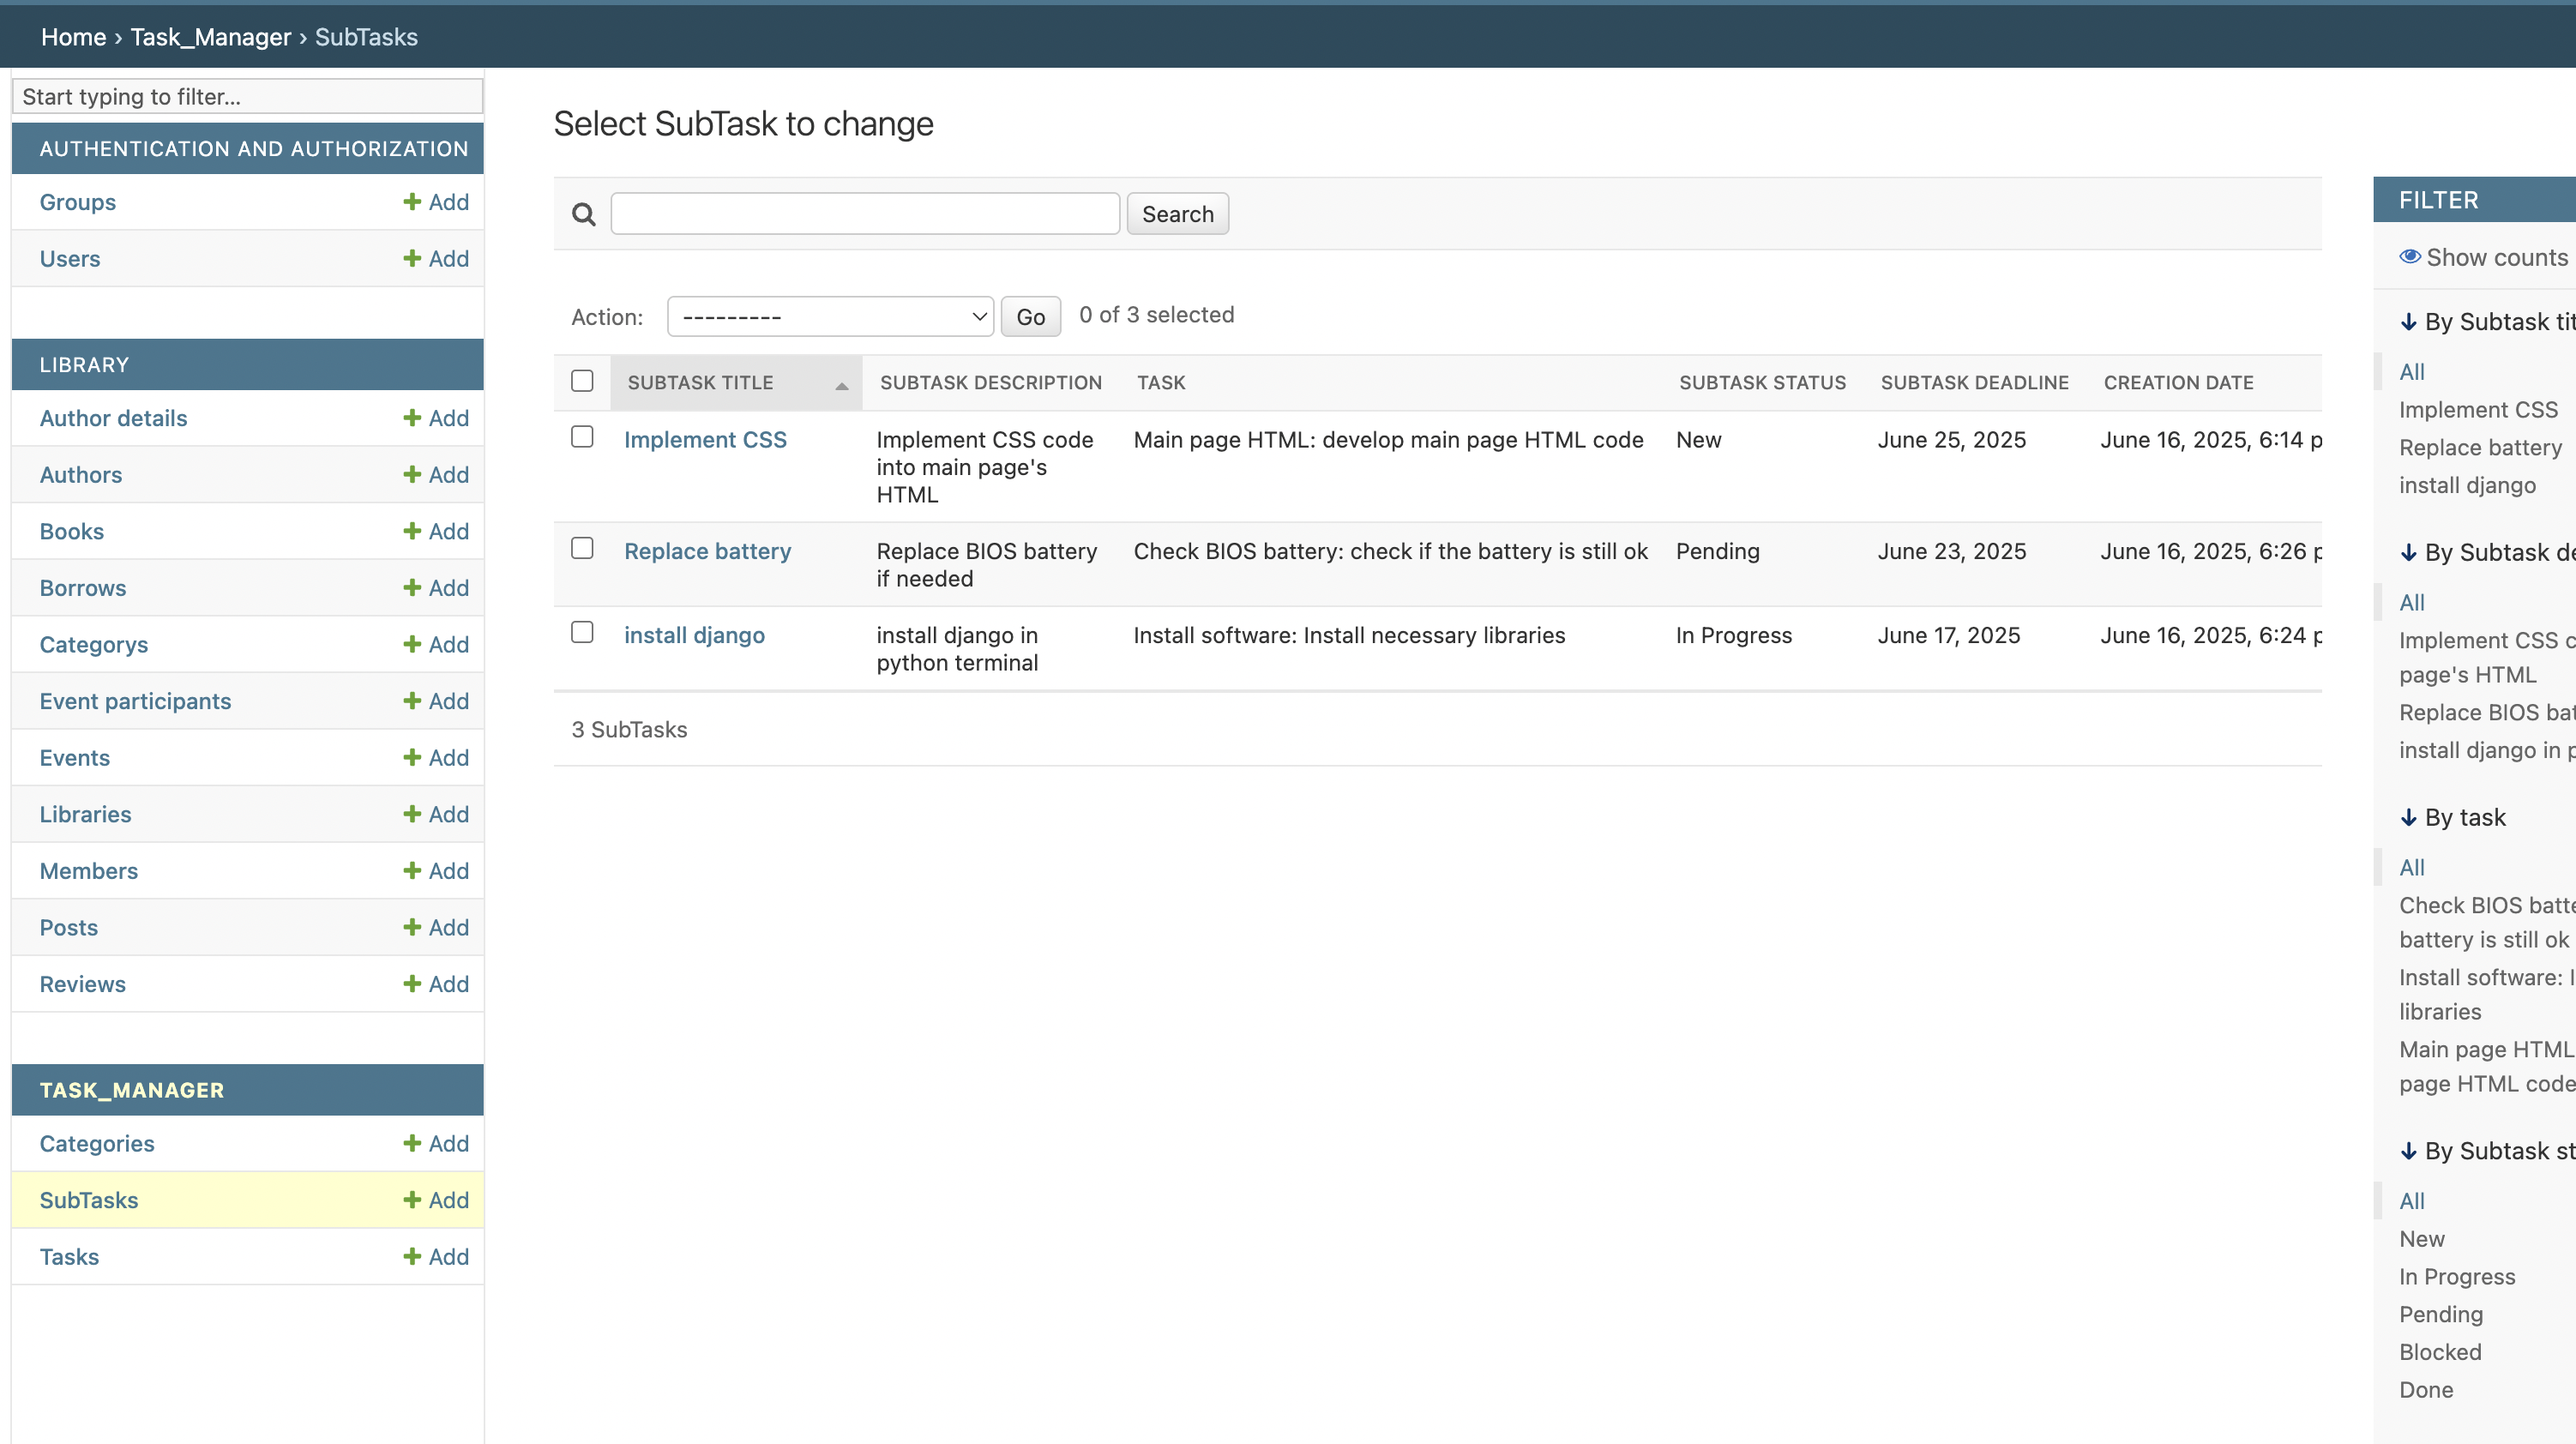 Home › Task_Manager › SubTasks
Start typing to filter...
AUTHENTICATION AND AUTHORIZATION
Groups Add
Users Add
LIBRARY
Author details Add
Authors Add
Books Add
Borrows Add
Categorys Add
Event participants Add
Events Add
Libraries Add
Members Add
Posts Add
Reviews Add
TASK_MANAGER
Categories Add
SubTasks Add
Tasks Add
Select SubTask to change
Search
Action: --------- Go 0 of 3 selected
SUBTASK TITLE SUBTASK DESCRIPTION TASK SUBTASK STATUS SUBTASK DEADLINE CREATION DATE
Implement CSS Implement CSS code Main page HTML: develop main page HTML code New June 25, 2025 June 16, 2025, 6:14 p
into main page's
HTML
Replace battery Replace BIOS battery Check BIOS battery: check if the battery is still ok Pending June 23, 2025 June 16, 2025, 6:26 p
if needed
install django install django in Install software: Install necessary libraries In Progress June 17, 2025 June 16, 2025, 6:24 p
python terminal
3 SubTasks
FILTER
Show counts
By Subtask tit
All
Implement CSS
Replace battery
install django
By Subtask de
All
Implement CSS c
page's HTML
Replace BIOS bat
install django in p
By task
All
Check BIOS batte
battery is still ok
Install software: I
libraries
Main page HTML
page HTML code
By Subtask st
All
New
In Progress
Pending
Blocked
Done